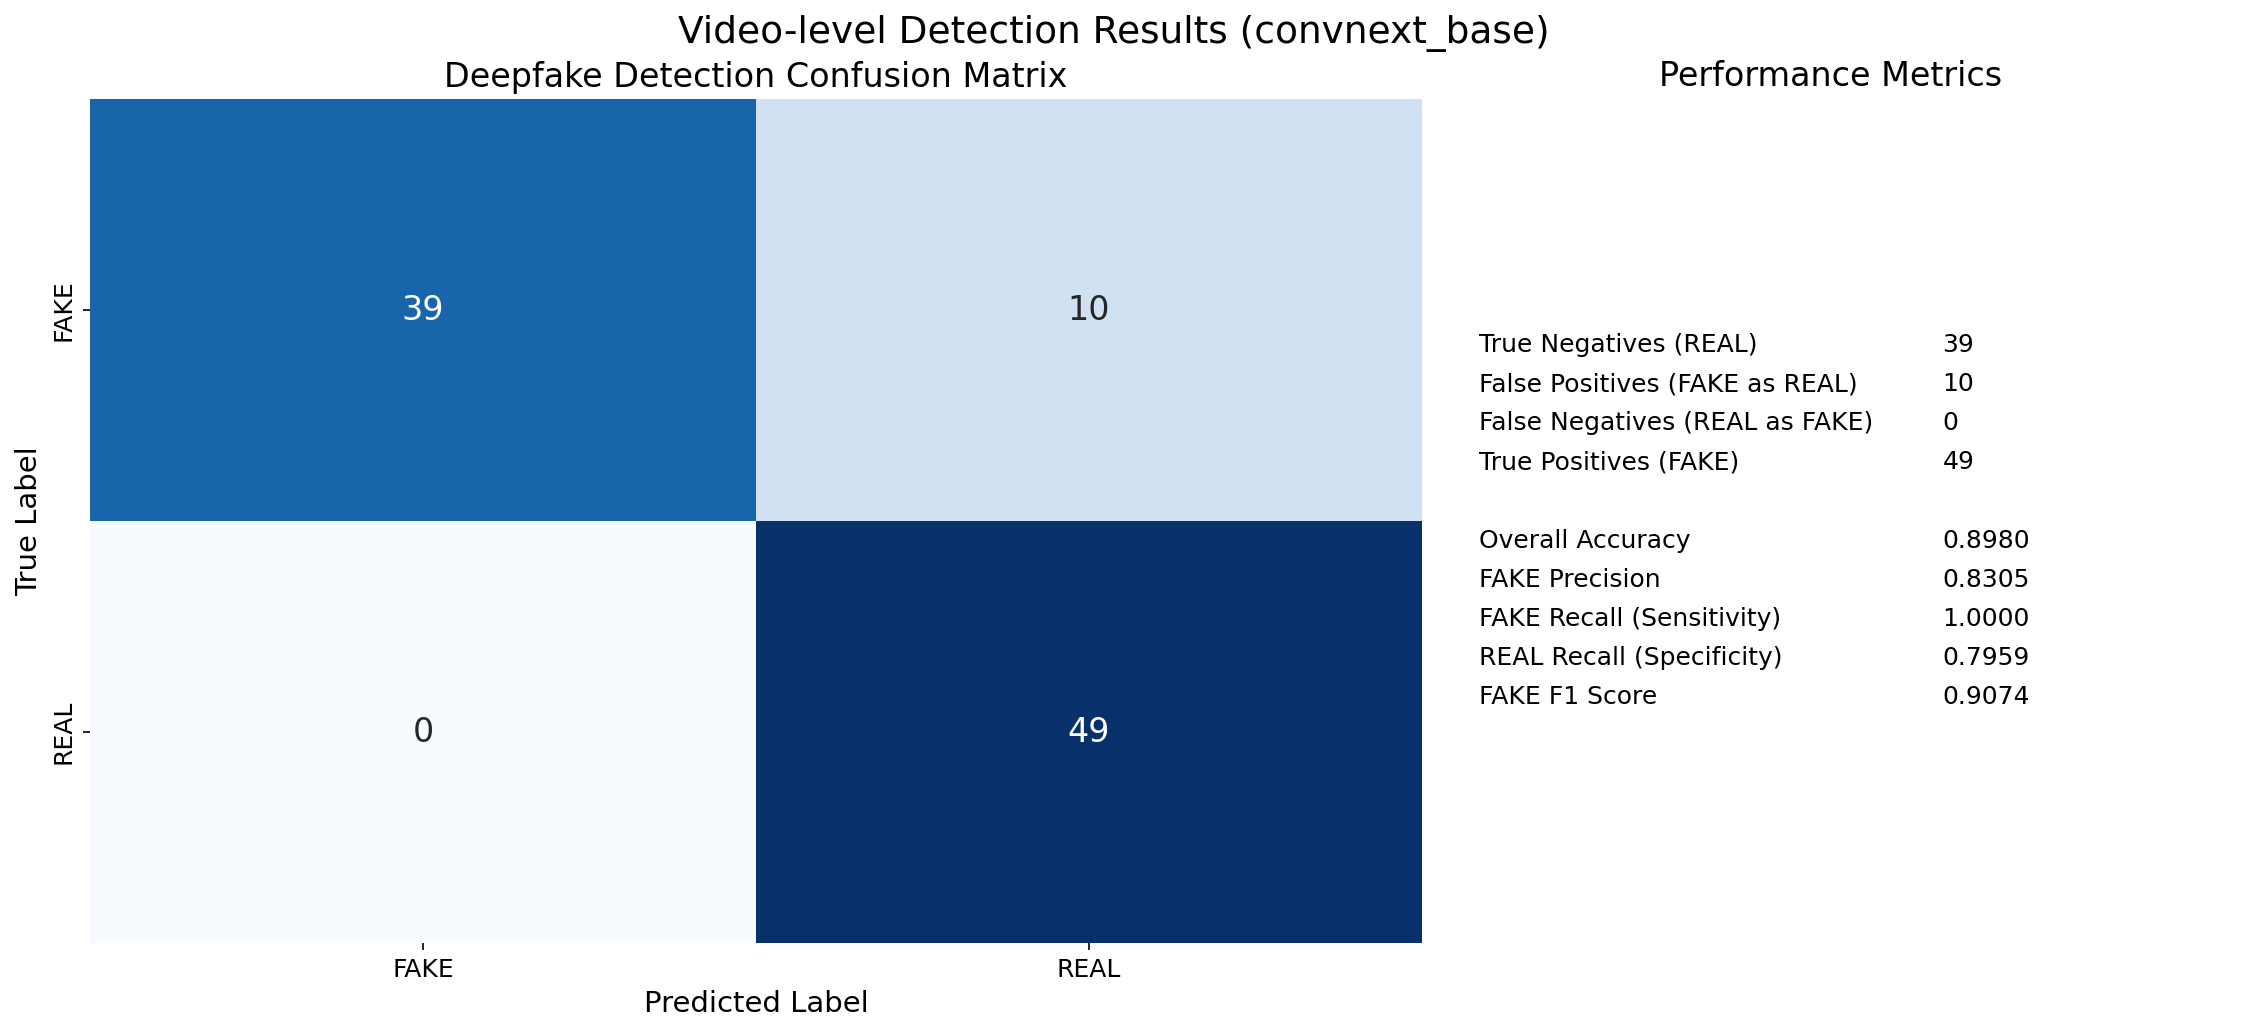 Video-level Detection Results (convnext_base)
Deepfake Detection Confusion Matrix
True Label
FAKE
REAL
39
10
0
49
FAKE
REAL
Predicted Label
Performance Metrics
True Negatives (REAL) 39
False Positives (FAKE as REAL) 10
False Negatives (REAL as FAKE) 0
True Positives (FAKE) 49
Overall Accuracy 0.8980
FAKE Precision 0.8305
FAKE Recall (Sensitivity) 1.0000
REAL Recall (Specificity) 0.7959
FAKE F1 Score 0.9074